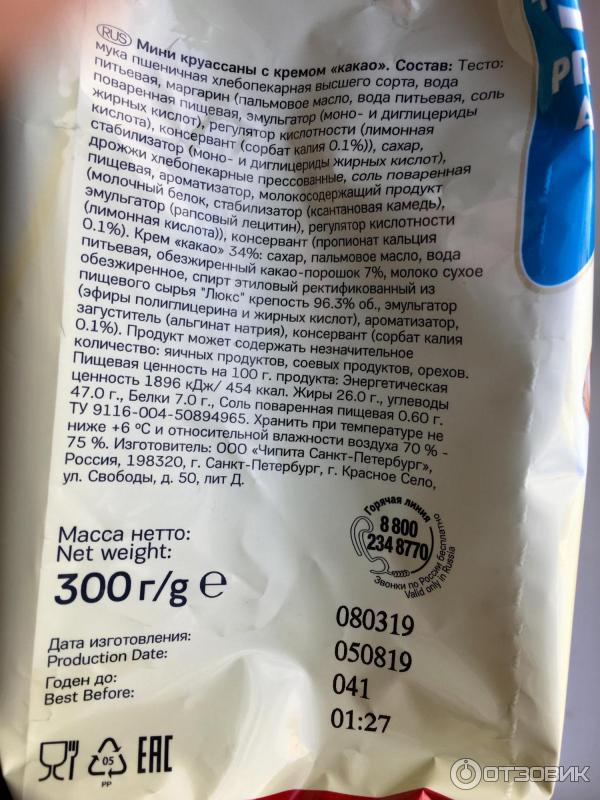 RUS Мини круассаны с кремом «какао». Состав: Тесто:
мука пшеничная хлебопекарная высшего сорта, вода
питьевая, маргарин (пальмовое масло, вода питьевая, соль
поваренная пищевая, эмульгатор (моно- и диглицериды
жирных кислот), регулятор кислотности (лимонная
кислота), консервант (сорбат калия 0.1%)), сахар,
стабилизатор (моно- и диглицериды жирных кислот),
дрожжи хлебопекарные прессованные, соль поваренная
пищевая, ароматизатор, молокосодержащий продукт
(молочный белок, стабилизатор (ксантановая камедь),
эмульгатор (рапсовый лецитин), регулятор кислотности
(лимонная кислота)), консервант (пропионат кальция
0.1%). Крем «какао» 34%: сахар, пальмовое масло, вода
питьевая, обезжиренный какао-порошок 7%, молоко сухое
обезжиренное, спирт этиловый ректификированный из
пищевого сырья "Люкс" крепость 96.3% об., эмульгатор
(эфиры полиглицерина и жирных кислот), ароматизатор,
загуститель (альгинат натрия), консервант (сорбат калия
0.1%). Продукт может содержать незначительное
количество: яичных продуктов, соевых продуктов, орехов.
Пищевая ценность на 100 г. продукта: Энергетическая
ценность 1896 кДж/ 454 ккал. Жиры 26.0 г., углеводы
47.0 г., Белки 7.0 г., Соль поваренная пищевая 0.60 г.
ТУ 9116-004-50894965. Хранить при температуре не
ниже +6 ºC и относительной влажности воздуха 70 % -
75 %. Изготовитель: ООО «Чипита Санкт-Петербург»,
Россия, 198320, г. Санкт-Петербург, г. Красное Село,
ул. Свободы, д. 50, лит Д.
Горячая линия
8 800
234 8770
Звонки по России бесплатно
Valid only in Russia
Масса нетто:
Net weight:
300 г/g e
080319
050819
041
01:27
Дата изготовления:
Production Date:
Годен до:
Best Before:
05
PP
EAC
ОТЗОВИК